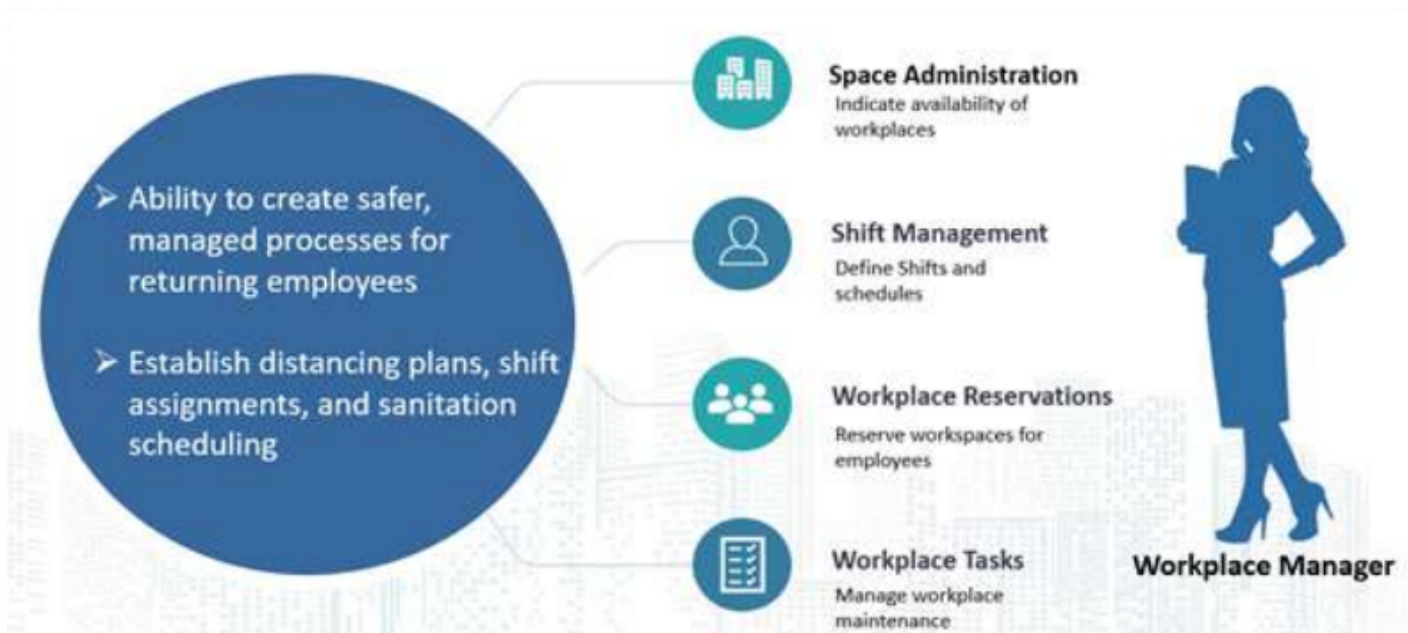 ➤ Ability to create safer,
managed processes for
returning employees
➤ Establish distancing plans, shift
assignments, and sanitation
scheduling
Space Administration
Indicate availability of
workplaces
Shift Management
Define Shifts and
schedules
Workplace Reservations
Reserve workspaces for
employees
Workplace Tasks
Manage workplace
maintenance
Workplace Manager